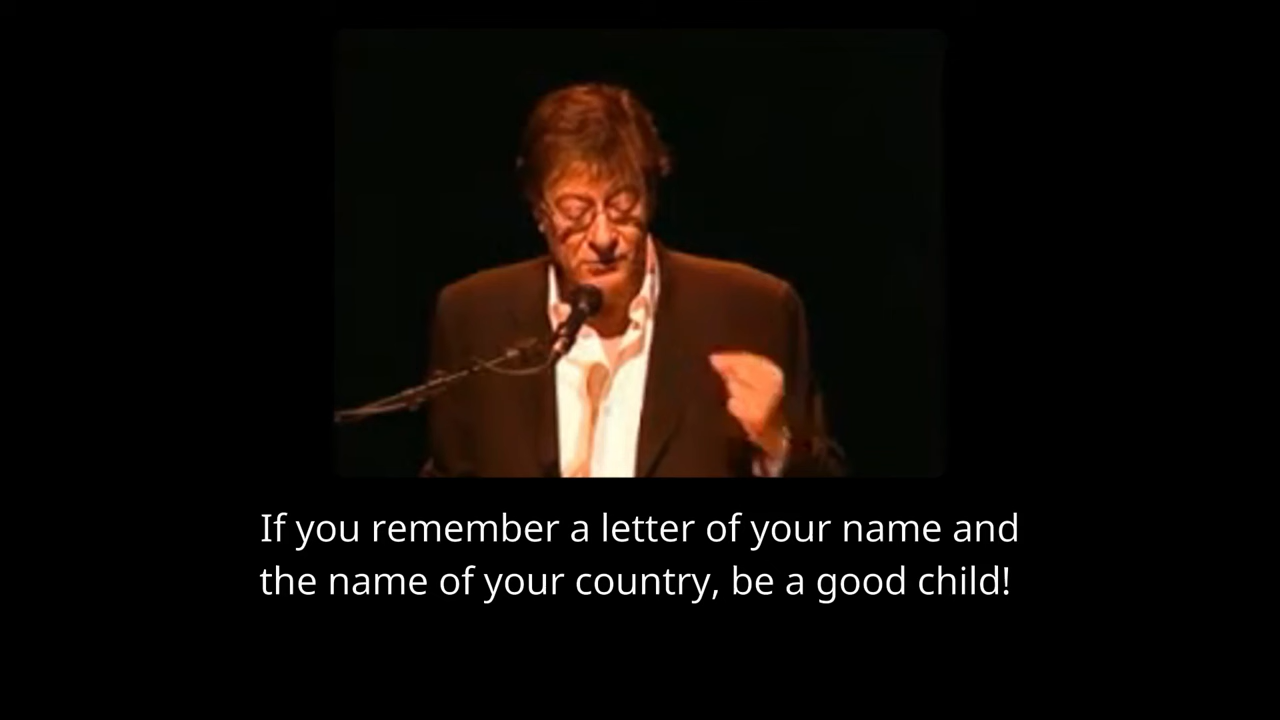 If you remember a letter of your name and
the name of your country, be a good child!